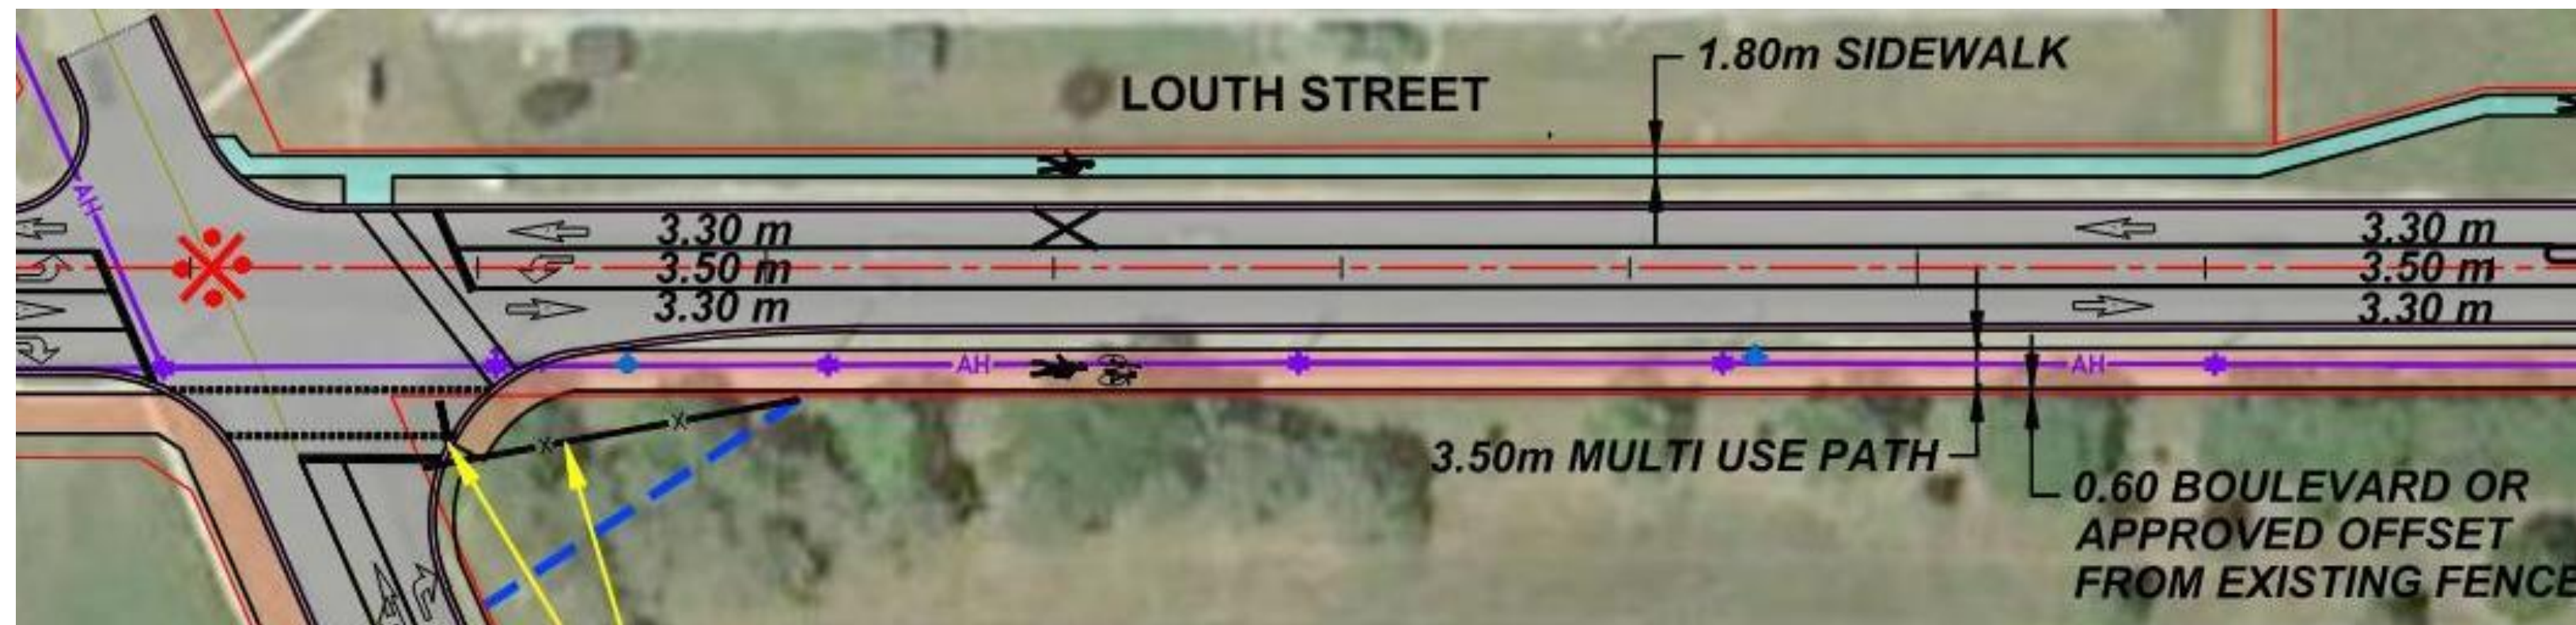 1.80m SIDEWALK
LOUTH STREET
AH
3.30 m
3.30 m
3.50 m
3.50 m
3.30 m
3.30 m
AH
AH
X
X
3.50m MULTI USE PATH
0.60 BOULEVARD OR
APPROVED OFFSET
FROM EXISTING FENCE